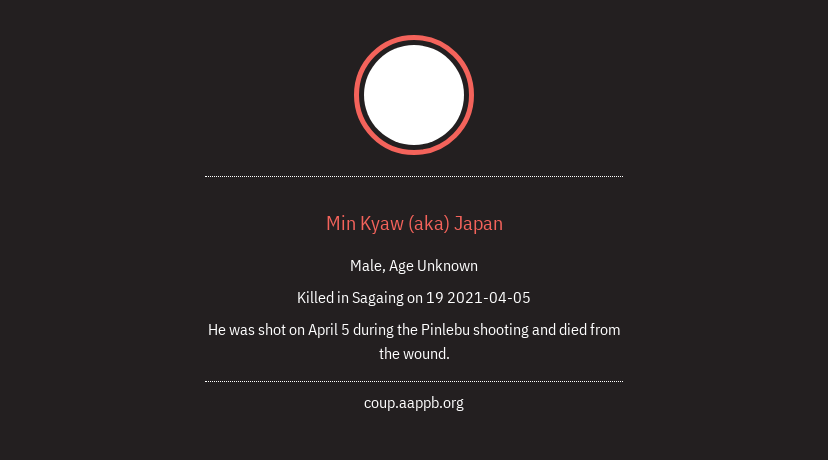 Min Kyaw (aka) Japan
Male, Age Unknown
Killed in Sagaing on 19 2021-04-05
He was shot on April 5 during the Pinlebu shooting and died from
the wound.
coup.aappb.org